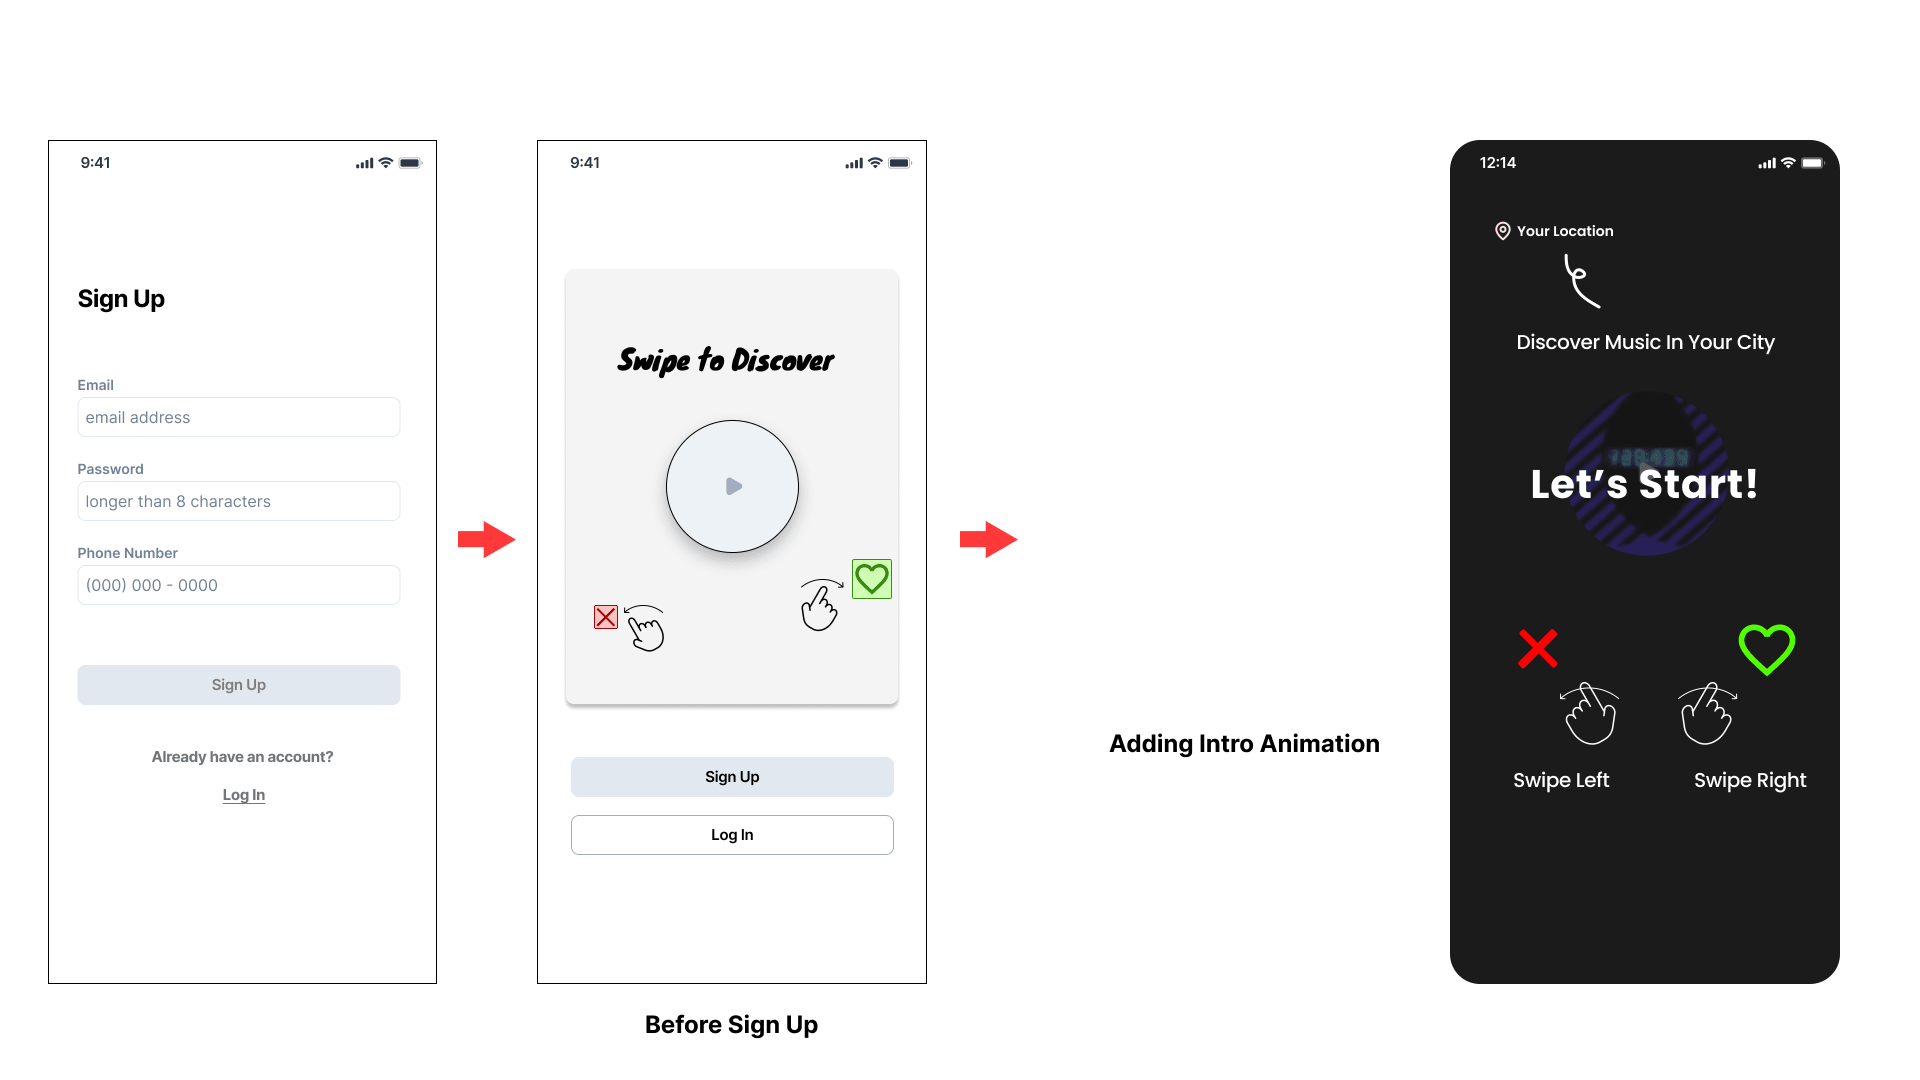 9:41
Sign Up
Email
email address
Password
longer than 8 characters
Phone Number
(000) 000 - 0000
Sign Up
Already have an account?
Log In
9:41
Swipe to Discover
Sign Up
Log In
Before Sign Up
Adding Intro Animation
12:14
Your Location
Discover Music In Your City
Let's Start!
Swipe Left
Swipe Right